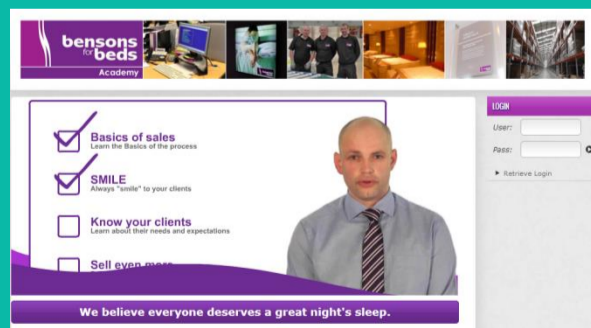 bensons
for
beds
Academy
Basics of sales
Learn the Basics of the process
SMILE
Always "smile" to your clients
Know your clients
Learn about their needs and expectations
Sell even more
We believe everyone deserves a great night's sleep.
LOGIN
User:
Pass:
Retrieve Login